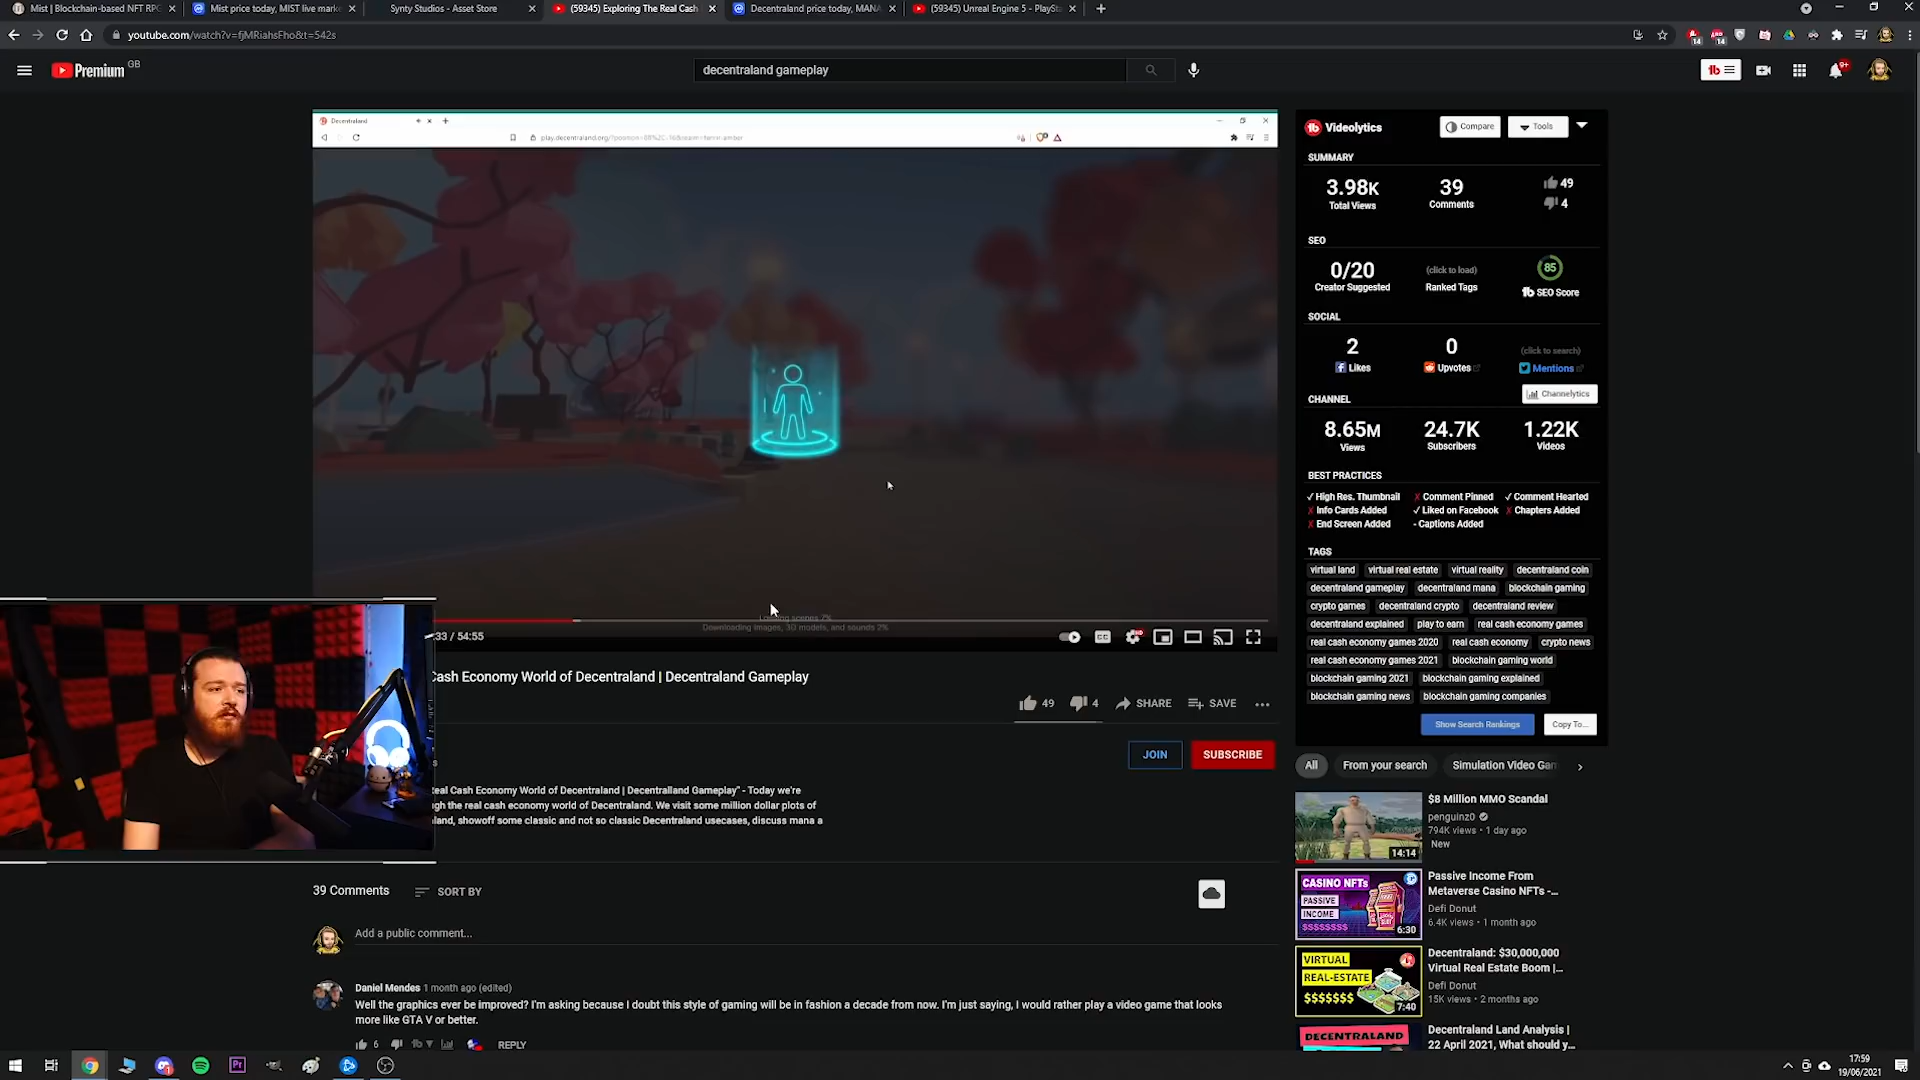 Mist | Blockchain-based NFT RPG
Mist price today, MIST live marke
Synty Studios - Asset Store
(59345) Exploring The Real Cash
Decentraland price today, MANA
(59345) Unreal Engine 5 - PlaySta
youtube.com/watch?v=fjMRiahsFho&t=542s
Premium GB
decentraland gameplay
9+
Decentraland
Loading scenes 7%
Downloading images, 3D models, and sounds 2%
33 / 54:55
Cash Economy World of Decentraland | Decentraland Gameplay
49
4
SHARE
SAVE
JOIN
SUBSCRIBE
eal Cash Economy World of Decentraland | Decentralland Gameplay" - Today we're
gh the real cash economy world of Decentraland. We visit some million dollar plots of
land, showoff some classic and not so classic Decentraland usecases, discuss mana a
39 Comments
SORT BY
Add a public comment...
Daniel Mendes 1 month ago (edited)
Well the graphics ever be improved? I'm asking because I doubt this style of gaming will be in fashion a decade from now. I'm just saying, I would rather play a video game that looks
more like GTA V or better.
6
REPLY
Videolytics
Compare
Tools
SUMMARY
3.98K
39
49
Total Views
Comments
4
SEO
0/20
(click to load)
85
Creator Suggested
Ranked Tags
SEO Score
SOCIAL
2
0
(click to search)
Likes
Upvotes
Mentions
CHANNEL
Channelytics
8.65M
24.7K
1.22K
Views
Subscribers
Videos
BEST PRACTICES
✓ High Res. Thumbnail ✗ Comment Pinned ✓ Comment Hearted
✗ Info Cards Added ✓ Liked on Facebook ✗ Chapters Added
✗ End Screen Added - Captions Added
TAGS
virtual land virtual real estate virtual reality decentraland coin
decentraland gameplay decentraland mana blockchain gaming
crypto games decentraland crypto decentraland review
decentraland explained play to earn real cash economy games
real cash economy games 2020 real cash economy crypto news
real cash economy games 2021 blockchain gaming world
blockchain gaming 2021 blockchain gaming explained
blockchain gaming news blockchain gaming companies
Show Search Rankings
Copy To...
All
From your search
Simulation Video Gam
$8 Million MMO Scandal
penguinz0
794K views • 1 day ago
New
14:14
CASINO NFTs
PASSIVE
INCOME
$$$$$$$$
6:30
Passive Income From
Metaverse Casino NFTs -...
Defi Donut
6.4K views • 1 month ago
VIRTUAL
REAL-ESTATE
$$$$$$$
7:40
Decentraland: $30,000,000
Virtual Real Estate Boom |...
Defi Donut
15K views • 2 months ago
DECENTRALAND
Decentraland Land Analysis |
22 April 2021, What should y...
17:59
19/06/2021